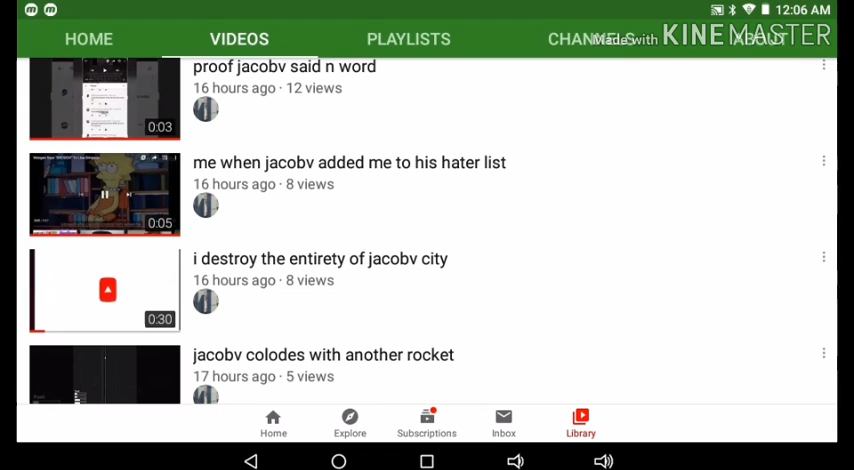 12:06 AM
HOME VIDEOS PLAYLISTS CHANNELS ABOUT
Made with KINEMASTER
proof jacobv said n word
16 hours ago · 12 views
0:03
me when jacobv added me to his hater list
16 hours ago · 8 views
0:05
i destroy the entirety of jacobv city
16 hours ago · 8 views
0:30
jacobv colodes with another rocket
17 hours ago · 5 views
Home Explore Subscriptions Inbox Library